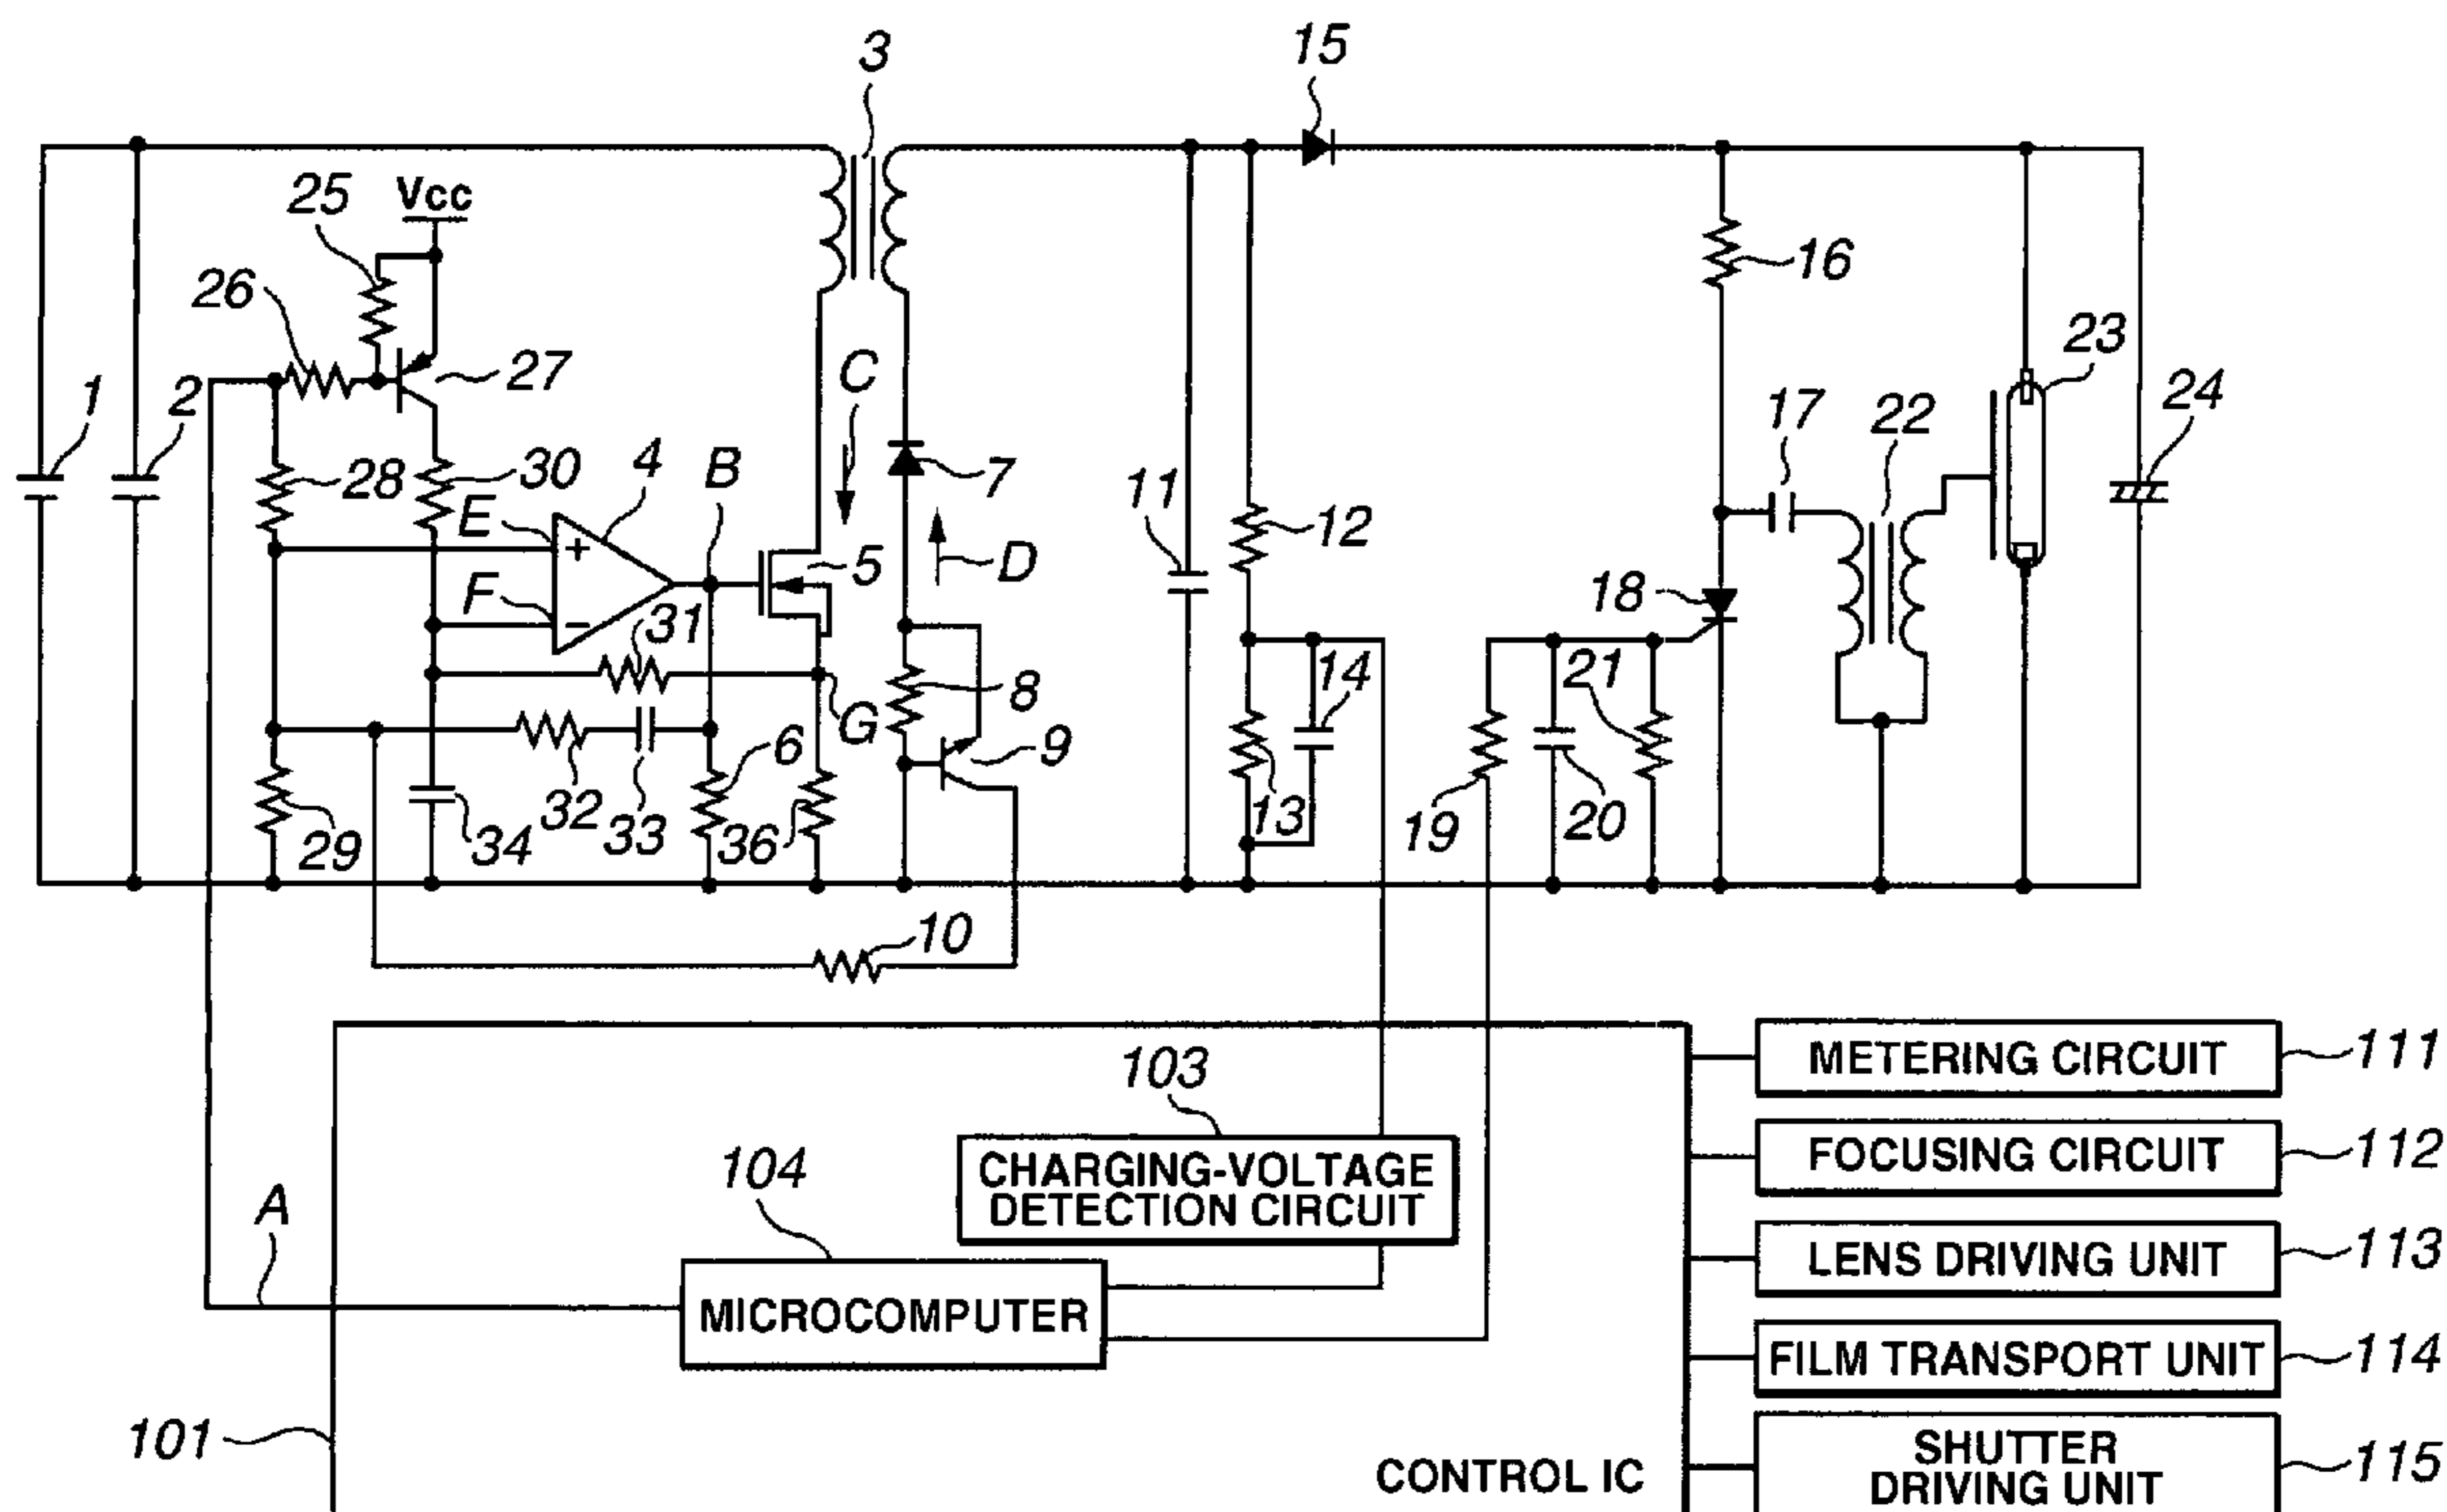 3
15
25
Vcc
26
16
27
C
23
1
2
17
22
24
28
30
4
B
7
11
E
12
+
5
D
F
18
−
31
21
14
8
G
6
9
32
33
36
13
19
20
29
34
10
103
METERING CIRCUIT
111
104
CHARGING-VOLTAGE
DETECTION CIRCUIT
FOCUSING CIRCUIT
112
A
LENS DRIVING UNIT
113
MICROCOMPUTER
FILM TRANSPORT UNIT
114
101
CONTROL IC
SHUTTER
DRIVING UNIT
115